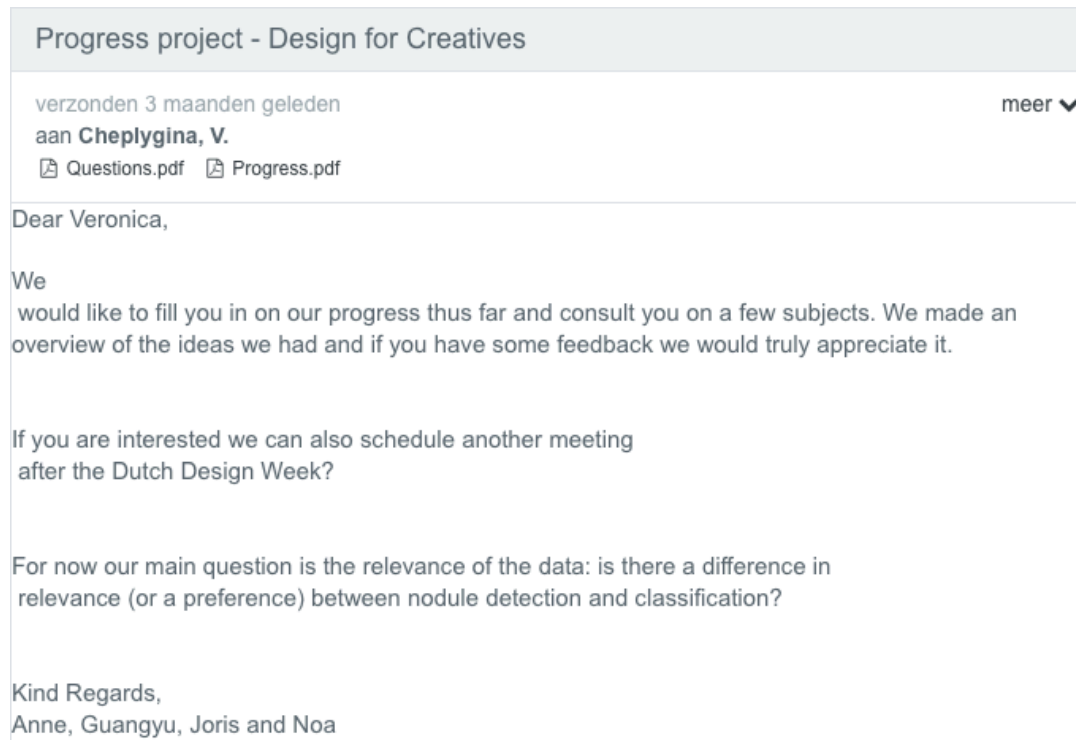 Progress project - Design for Creatives
verzonden 3 maanden geleden
meer
aan Cheplygina, V.
Questions.pdf Progress.pdf
Dear Veronica,
We
would like to fill you in on our progress thus far and consult you on a few subjects. We made an
overview of the ideas we had and if you have some feedback we would truly appreciate it.
If you are interested we can also schedule another meeting
after the Dutch Design Week?
For now our main question is the relevance of the data: is there a difference in
relevance (or a preference) between nodule detection and classification?
Kind Regards,
Anne, Guangyu, Joris and Noa